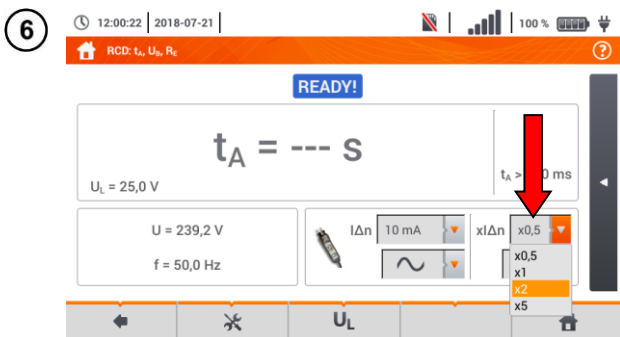 6
12:00:22 2018-07-21 100 %
RCD: tA, UB, RE ?
READY!
tA = --- s
UL = 25,0 V
tA > 0 ms
U = 239,2 V
f = 50,0 Hz
IΔn 10 mA xIΔn x0,5
x0,5
x1
x2
x5
UL